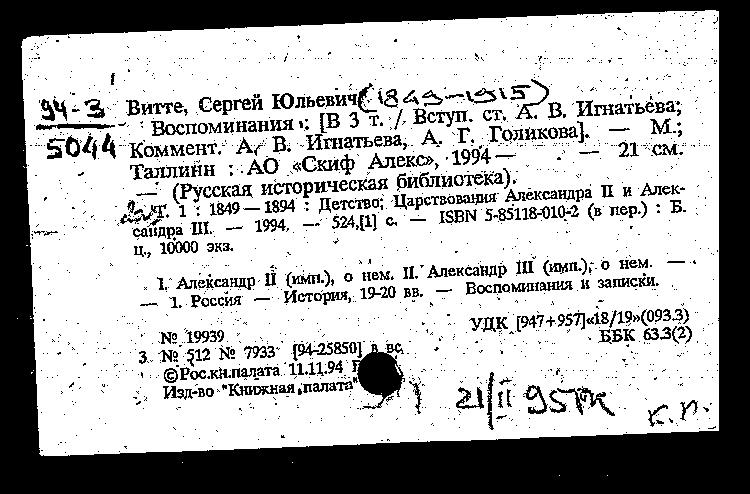 94-3
5044
Витте, Сергей Юльевич (1849-1915)
Воспоминания : [В 3 т. / Вступ. ст. А. В. Игнатьева;
Коммент. А. В. Игнатьева, А. Г. Голикова]. — М.;
Таллинн : АО «Скиф Алекс», 1994— . — 21 см.
— (Русская историческая библиотека).
Т. 1 : 1849—1894 : Детство; Царствования Александра II и Алек-
сандра III. — 1994. — 524,[1] с. — ISBN 5-85118-010-2 (в пер.) : Б.
ц., 10000 экз.
I. Александр II (имп.), о нем. II. Александр III (имп.), о нем. —
— 1. Россия — История, 19-20 вв. — Воспоминания и записки.
УДК [947+957]«18/19»(093.3)
ББК 63.3(2)
№ 19939
3 № 512 № 7933 [94-25850] в вс.
©Рос.кн.палата 11.11.94
Изд-во "Книжная палата"
21/II 95
К.П.